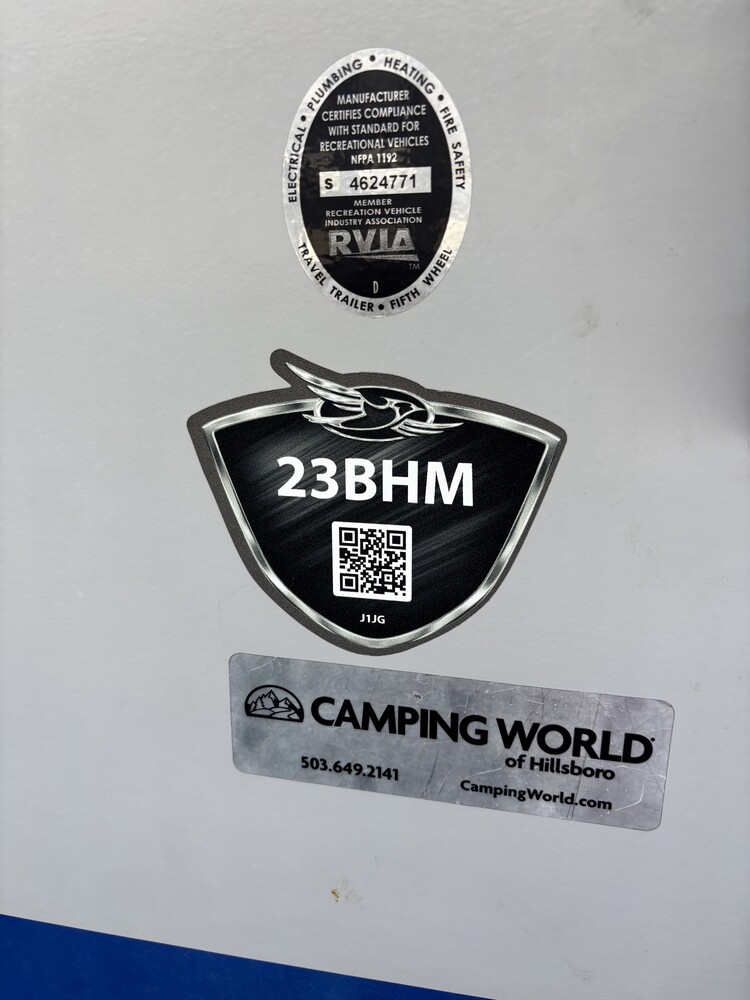 ELECTRICAL • PLUMBING • HEATING • FIRE SAFETY
MANUFACTURER
CERTIFIES COMPLIANCE
WITH STANDARD FOR
RECREATIONAL VEHICLES
NFPA 1192
S 4624771
MEMBER
RECREATION VEHICLE
INDUSTRY ASSOCIATION
RVIA
TM
D
TRAVEL TRAILER • FIFTH WHEEL
23BHM
J1JG
CAMPING WORLD
of Hillsboro
503.649.2141
CampingWorld.com